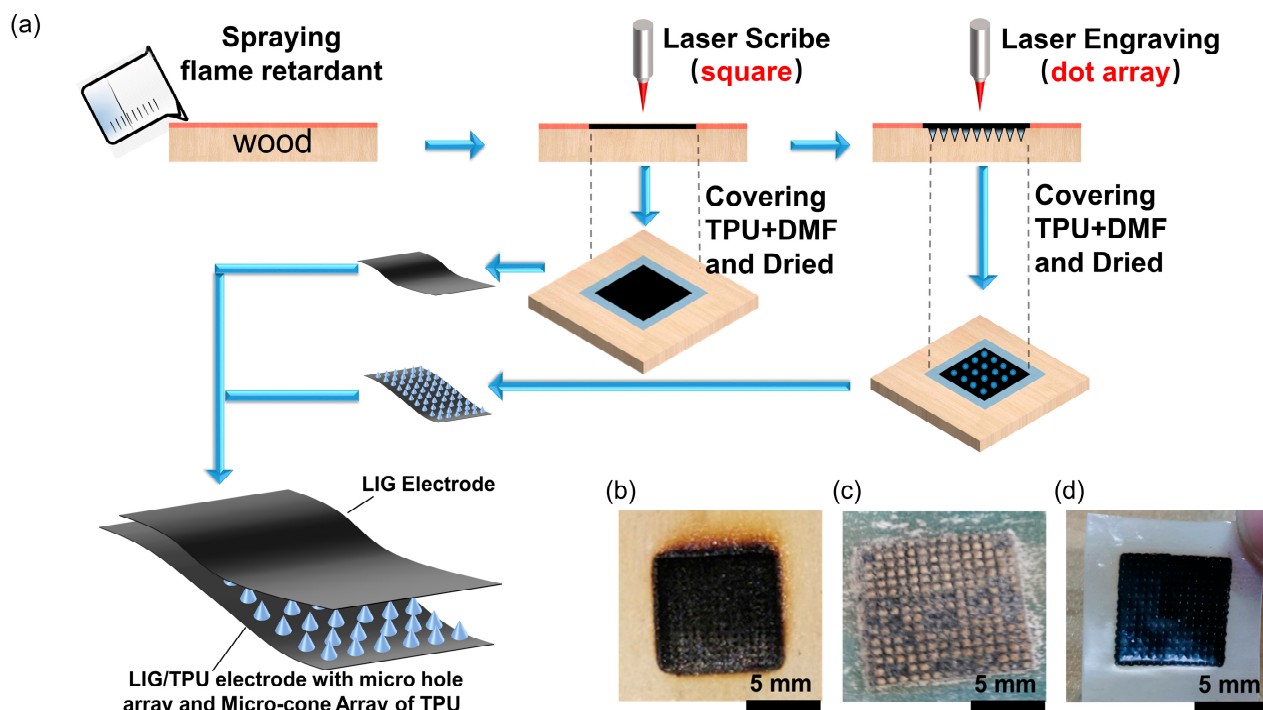 (a)
Spraying
flame retardant
Laser Scribe
(square)
Laser Engraving
(dot array)
wood
Covering
TPU+DMF
and Dried
Covering
TPU+DMF
and Dried
LIG Electrode
LIG/TPU electrode with micro hole
array and Micro-cone Array of TPU
(b)
(c)
(d)
5 mm
5 mm
5 mm